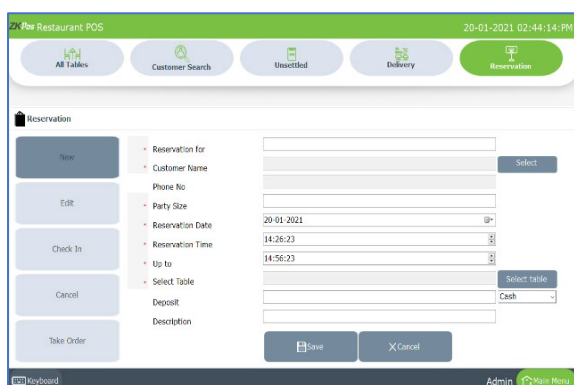 ZKPos Restaurant POS 20-01-2021 02:44:14:PM
All Tables Customer Search Unsettled Delivery Reservation
Reservation
New
Edit
Check In
Cancel
Take Order
* Reservation for
* Customer Name Select
Phone No
* Party Size
* Reservation Date 20-01-2021
* Reservation Time 14:26:23
* Up to 14:56:23
* Select Table Select table
Deposit Cash
Description
Save XCancel
Keyboard Admin Main Menu